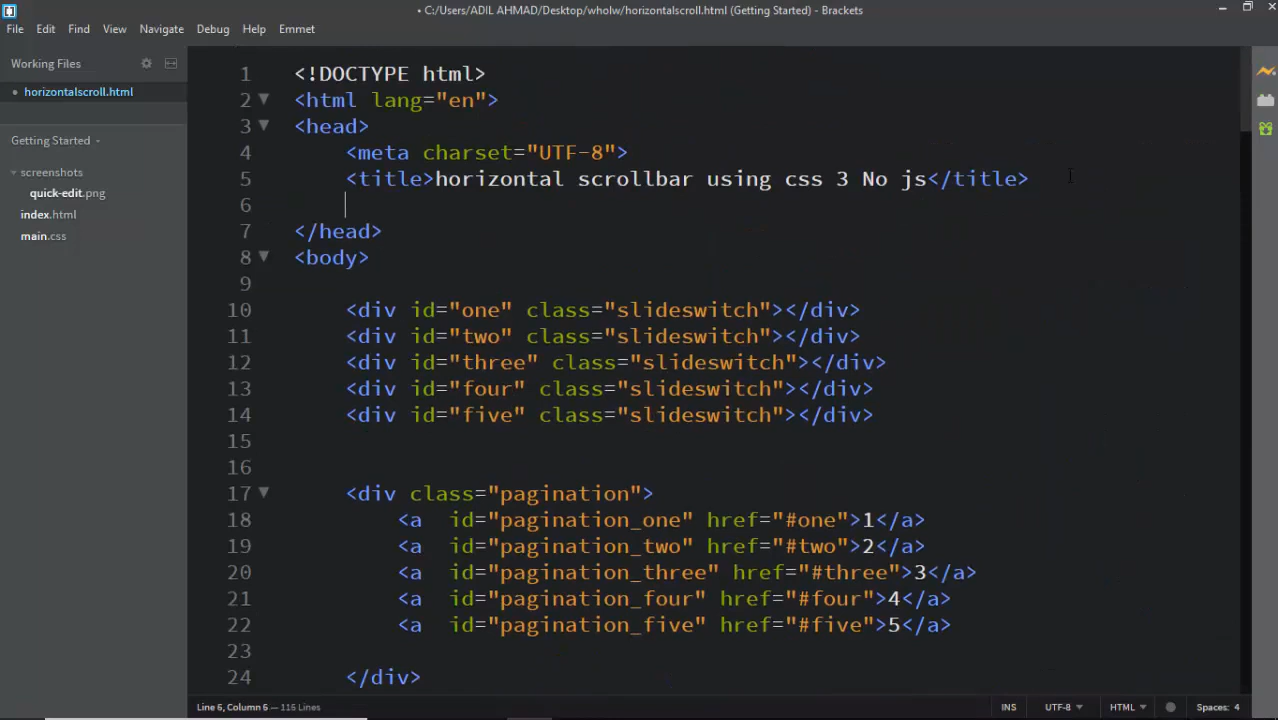 • C:/Users/ADIL AHMAD/Desktop/wholw/horizontalscroll.html (Getting Started) - Brackets
File Edit Find View Navigate Debug Help Emmet
Working Files
• horizontalscroll.html
Getting Started
screenshots
quick-edit.png
index.html
main.css
1 <!DOCTYPE html>
2 <html lang="en">
3 <head>
4 <meta charset="UTF-8">
5 <title>horizontal scrollbar using css 3 No js</title>
6
7 </head>
8 <body>
9
10 <div id="one" class="slideswitch"></div>
11 <div id="two" class="slideswitch"></div>
12 <div id="three" class="slideswitch"></div>
13 <div id="four" class="slideswitch"></div>
14 <div id="five" class="slideswitch"></div>
15
16
17 <div class="pagination">
18 <a  id="pagination_one" href="#one">1</a>
19 <a  id="pagination_two" href="#two">2</a>
20 <a  id="pagination_three" href="#three">3</a>
21 <a  id="pagination_four" href="#four">4</a>
22 <a  id="pagination_five" href="#five">5</a>
23
24 </div>
Line 6, Column 5 — 116 Lines INS UTF-8 HTML Spaces: 4